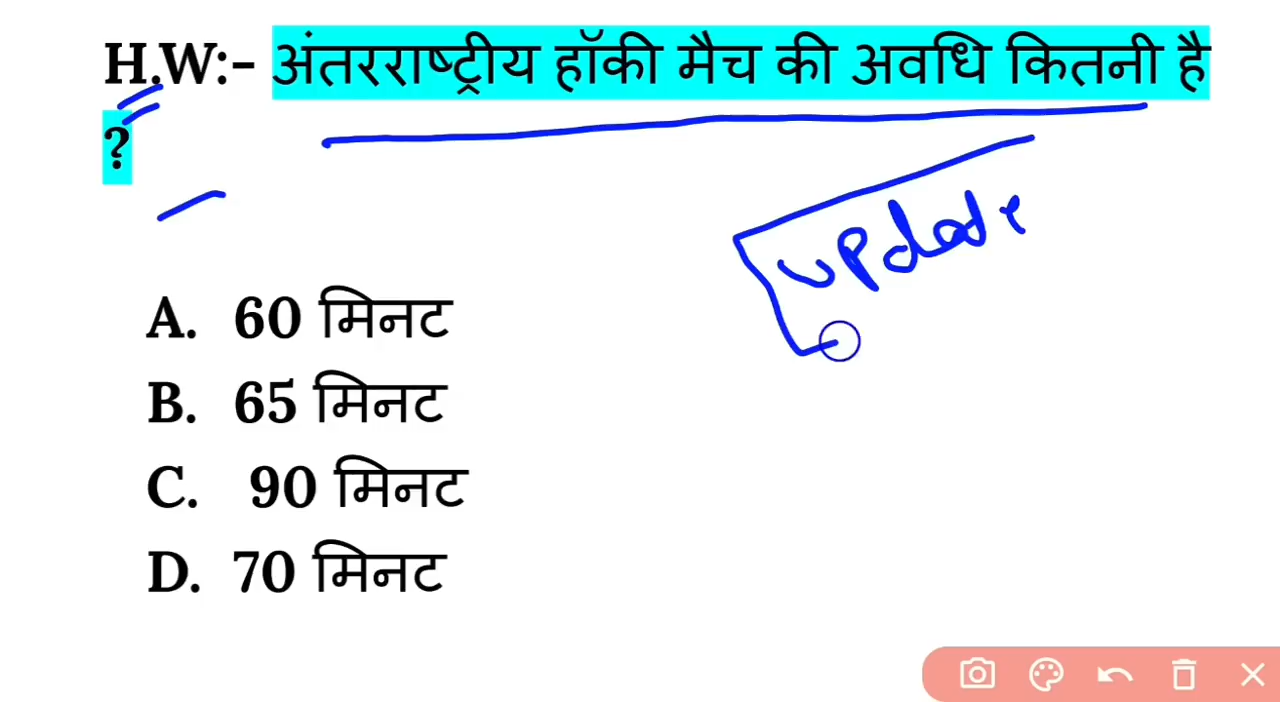 H.W:- अंतरराष्ट्रीय हॉकी मैच की अवधि कितनी है
?
update
A. 60 मिनट
B. 65 मिनट
C. 90 मिनट
D. 70 मिनट